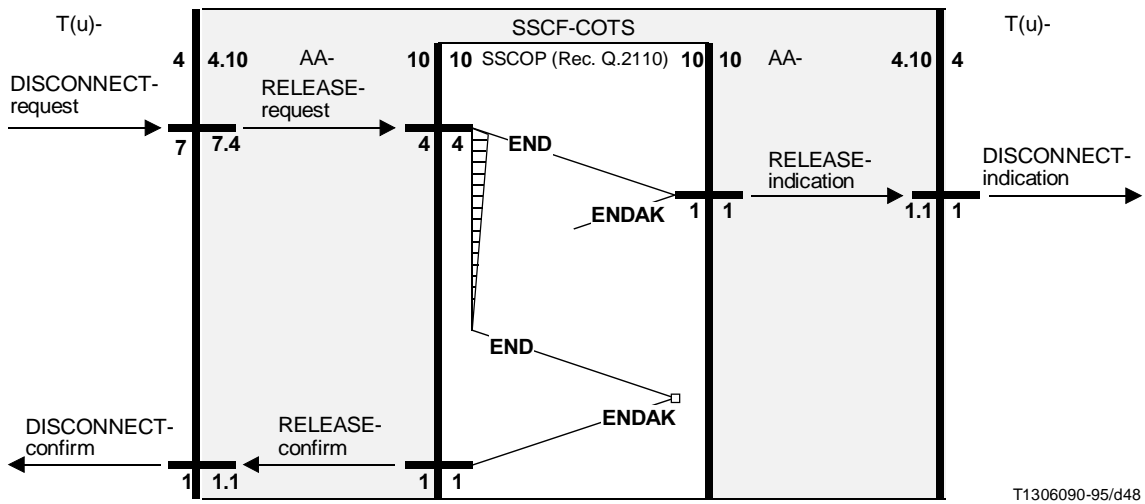 T(u)-
SSCF-COTS
T(u)-
4 4.10 AA- 10 10 SSCOP (Rec. Q.2110) 10 10 AA- 4.10 4
DISCONNECT-
request
RELEASE-
request
7 7.4
4 4
END
RELEASE-
indication
DISCONNECT-
indication
ENDAK
1 1
1.1 1
END
ENDAK
DISCONNECT-
confirm
RELEASE-
confirm
1 1.1
1 1
T1306090-95/d48